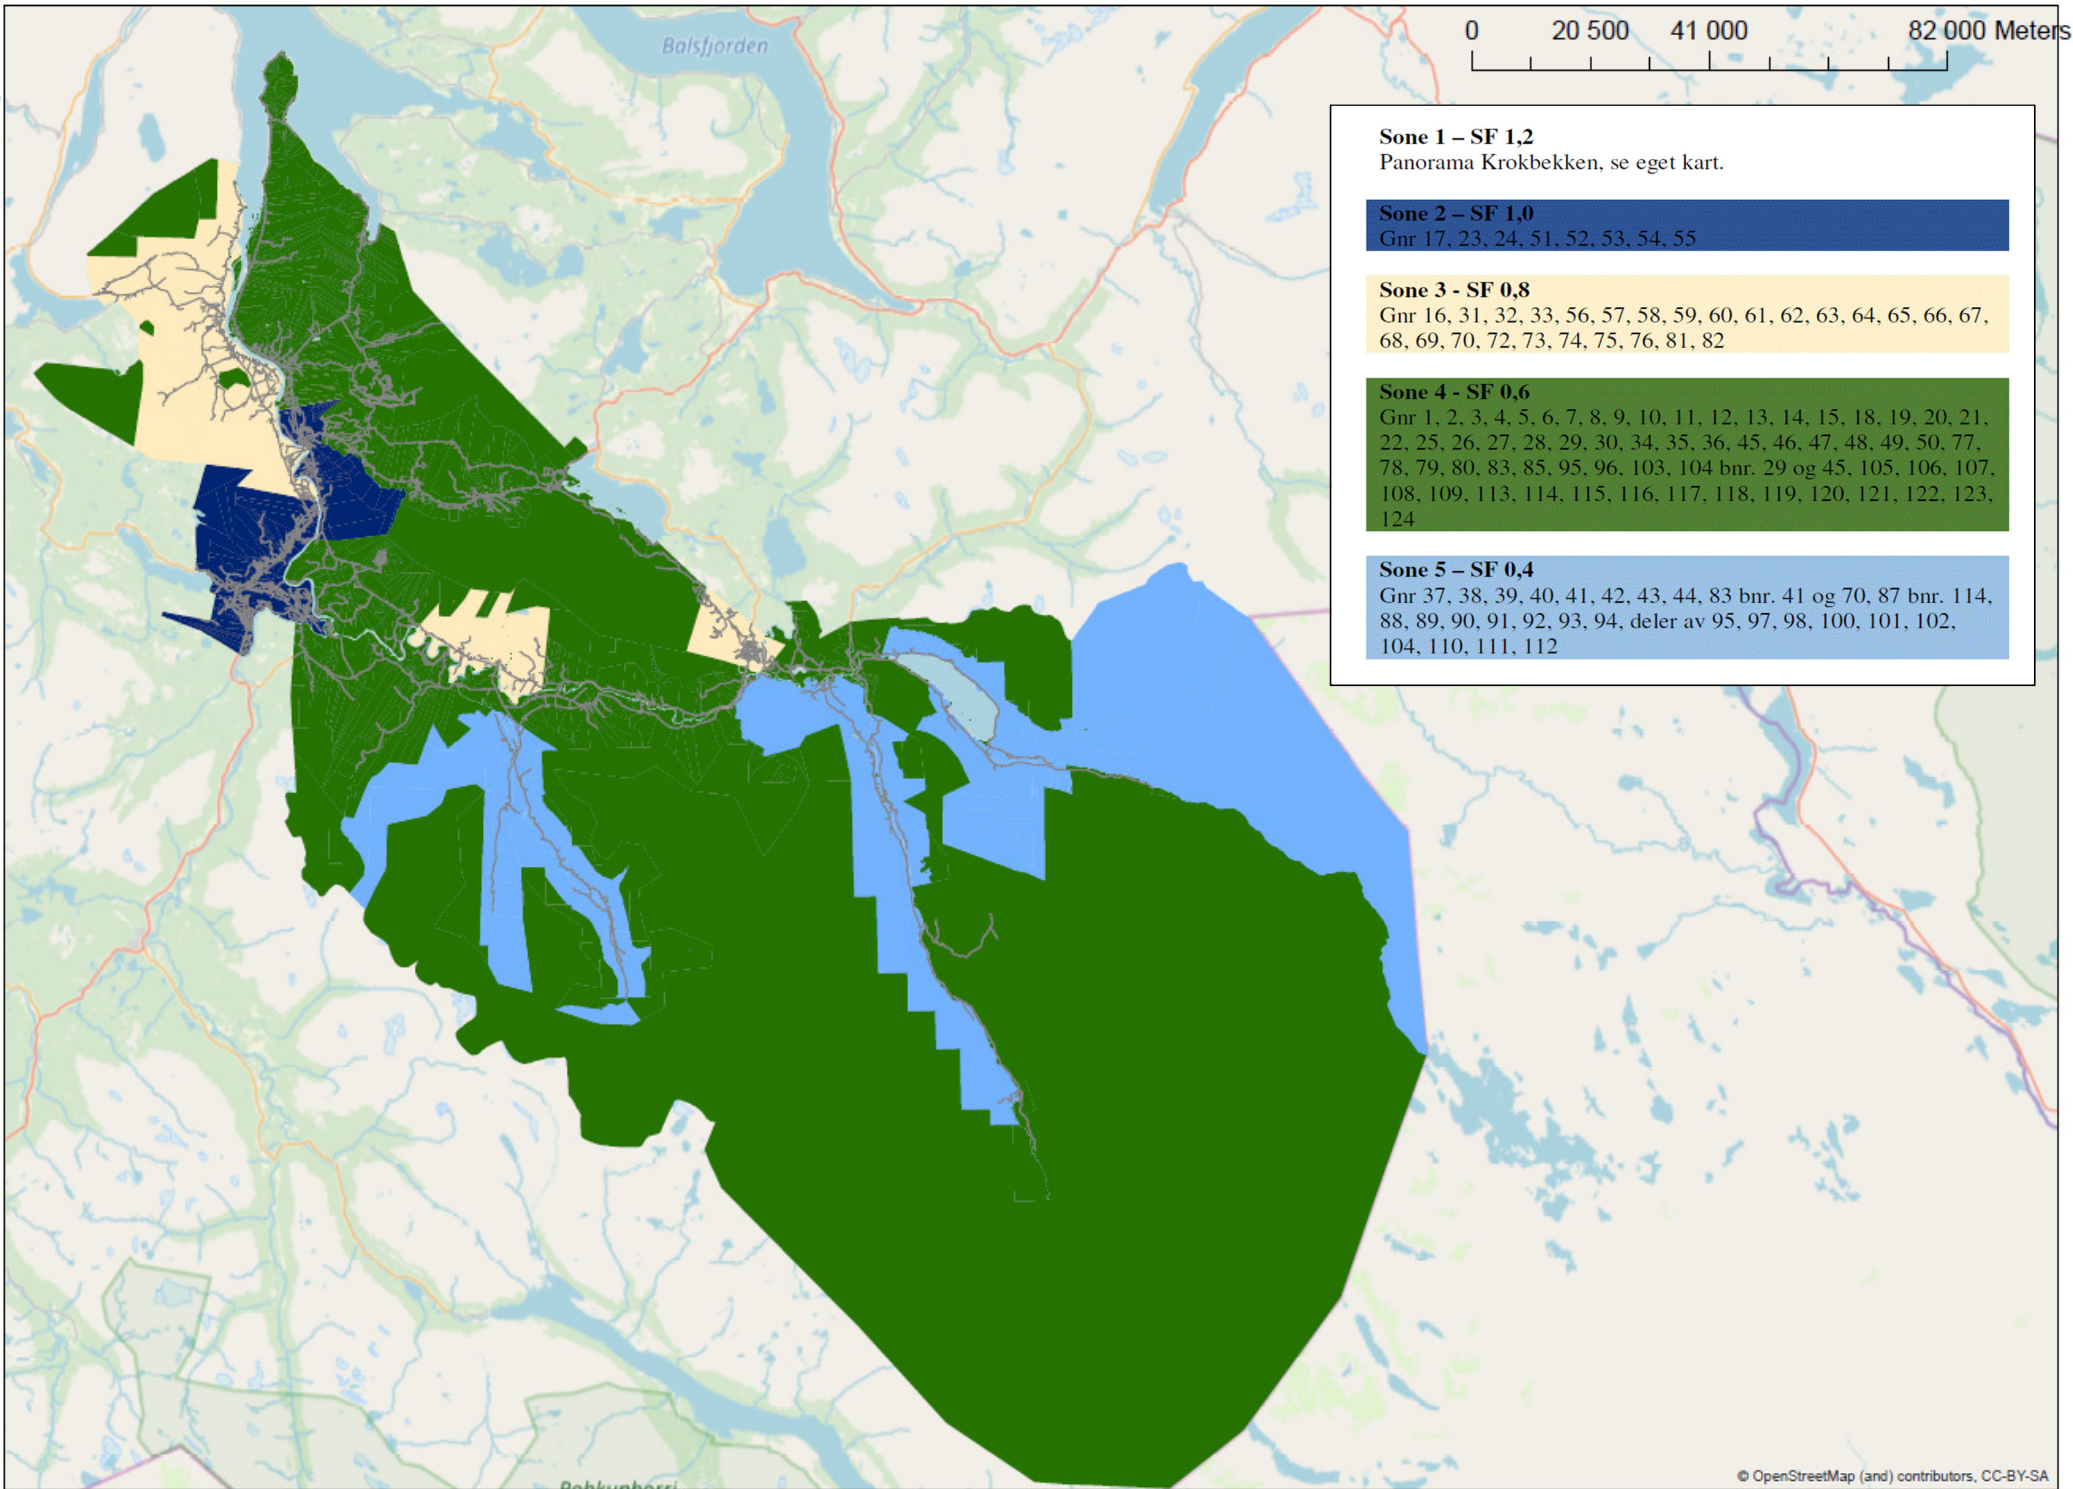 0 20 500 41 000 82 000 Meters
Balsfjorden
Sone 1 – SF 1,2
Panorama Krokbekken, se eget kart.
Sone 2 – SF 1,0
Gnr 17, 23, 24, 51, 52, 53, 54, 55
Sone 3 - SF 0,8
Gnr 16, 31, 32, 33, 56, 57, 58, 59, 60, 61, 62, 63, 64, 65, 66, 67,
68, 69, 70, 72, 73, 74, 75, 76, 81, 82
Sone 4 - SF 0,6
Gnr 1, 2, 3, 4, 5, 6, 7, 8, 9, 10, 11, 12, 13, 14, 15, 18, 19, 20, 21,
22, 25, 26, 27, 28, 29, 30, 34, 35, 36, 45, 46, 47, 48, 49, 50, 77,
78, 79, 80, 83, 85, 95, 96, 103, 104 bnr. 29 og 45, 105, 106, 107,
108, 109, 113, 114, 115, 116, 117, 118, 119, 120, 121, 122, 123,
124
Sone 5 – SF 0,4
Gnr 37, 38, 39, 40, 41, 42, 43, 44, 83 bnr. 41 og 70, 87 bnr. 114,
88, 89, 90, 91, 92, 93, 94, deler av 95, 97, 98, 100, 101, 102,
104, 110, 111, 112
© OpenStreetMap (and) contributors, CC-BY-SA